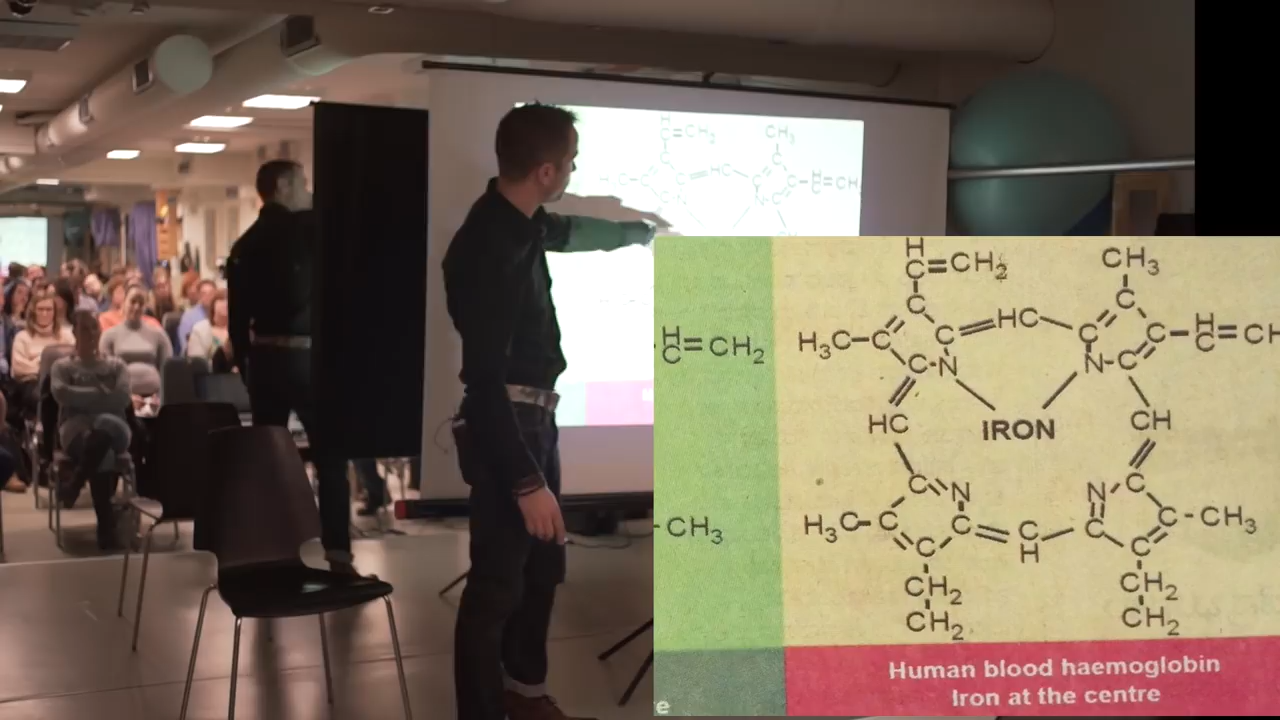 H
C=CH₂
CH₃
C
C
H₃C-C
C
HC
C
C-C=CH
H
C-N
N-C
HC
IRON
CH
C=CH₂
H
C
N
N
C
H₃C-C
C
C
H
C
C-CH₃
CH₃
C
C
CH₂
CH₂
CH₂
CH₂
Human blood haemoglobin
Iron at the centre
e